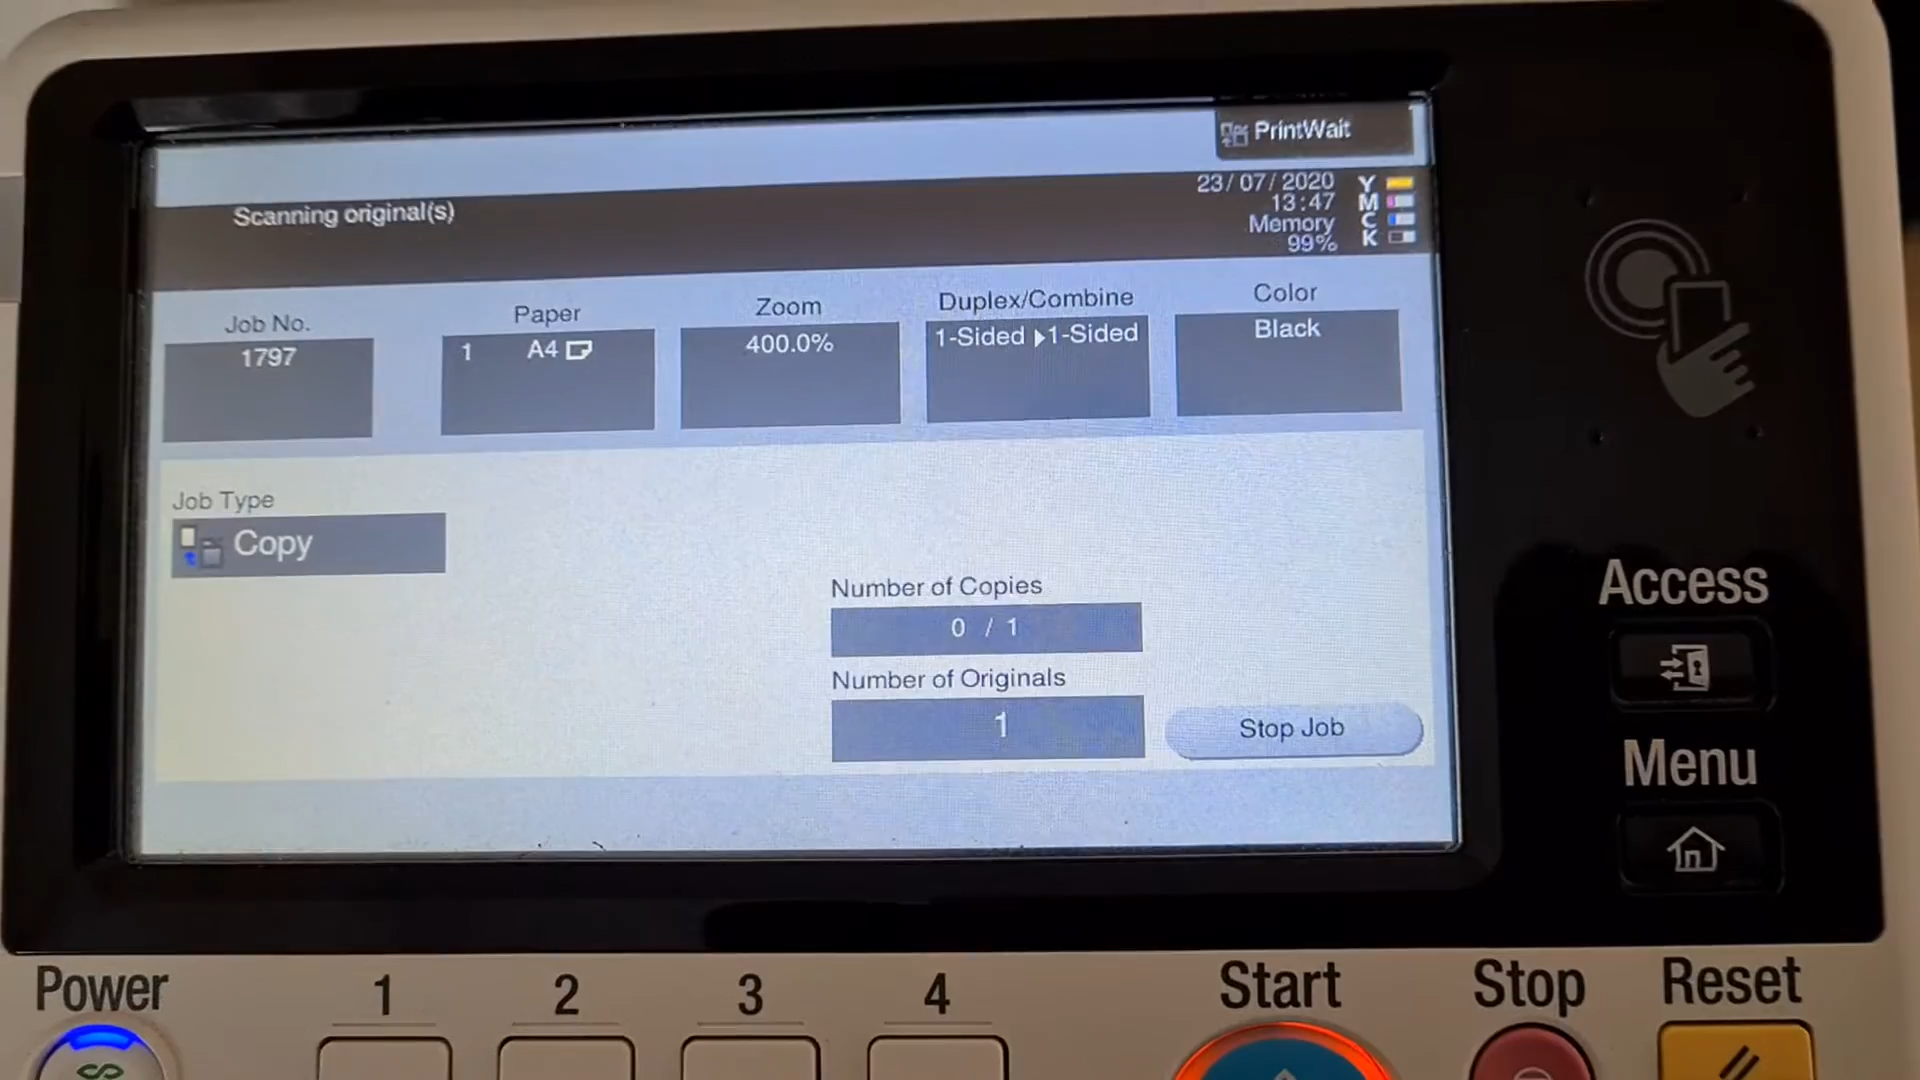 PrintWait
Scanning original(s)
23/07/2020
13:47
Memory
99%
Y
M
C
K
Job No.
1797
Paper
1 A4
Zoom
400.0%
Duplex/Combine
1-Sided ▶1-Sided
Color
Black
Job Type
Copy
Number of Copies
0 / 1
Number of Originals
1
Stop Job
Access
Menu
Power
1
2
3
4
Start
Stop
Reset